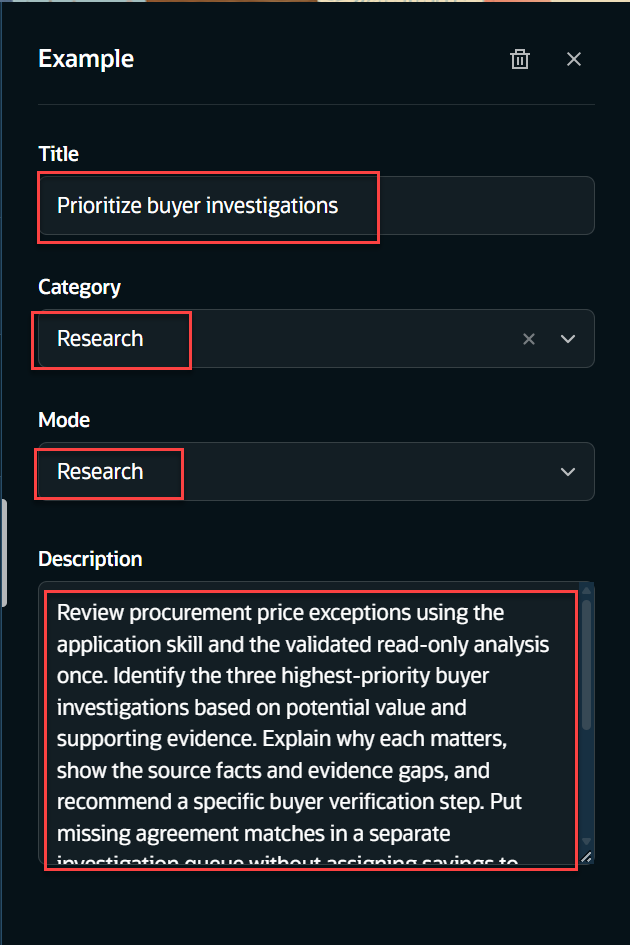 Example
Title
Prioritize buyer investigations
Category
Research
Mode
Research
Description
Review procurement price exceptions using the
application skill and the validated read-only analysis
once. Identify the three highest-priority buyer
investigations based on potential value and
supporting evidence. Explain why each matters,
show the source facts and evidence gaps, and
recommend a specific buyer verification step. Put
missing agreement matches in a separate
investigation queue without assigning savings to